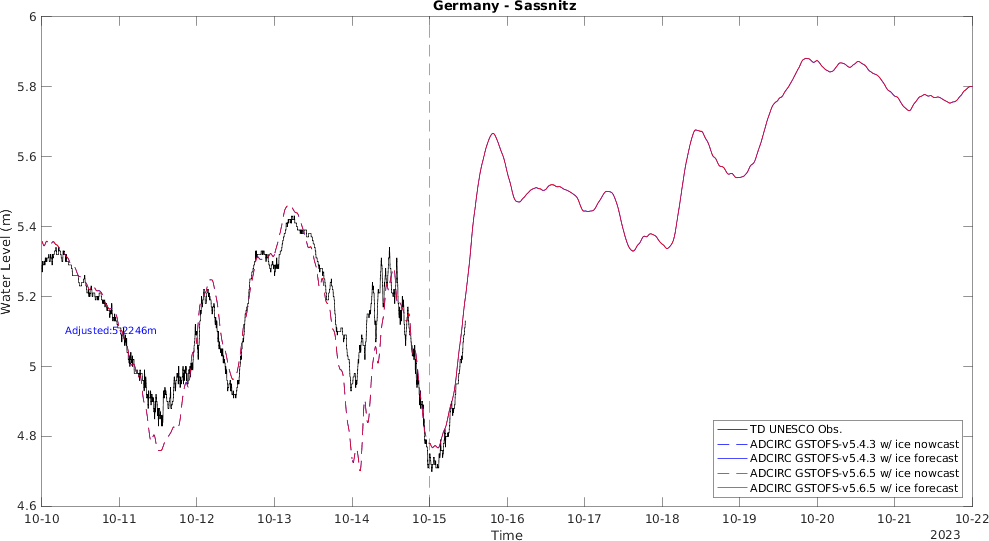 Germany - Sassnitz
6
5.8
5.6
5.4
5.2
5
4.8
4.6
Water Level (m)
Adjusted:5.2246m
TD UNESCO Obs.
ADCIRC GSTOFS-v5.4.3 w/ ice nowcast
ADCIRC GSTOFS-v5.4.3 w/ ice forecast
ADCIRC GSTOFS-v5.6.5 w/ ice nowcast
ADCIRC GSTOFS-v5.6.5 w/ ice forecast
10-10 10-11 10-12 10-13 10-14 10-15 10-16 10-17 10-18 10-19 10-20 10-21 10-22
Time
2023